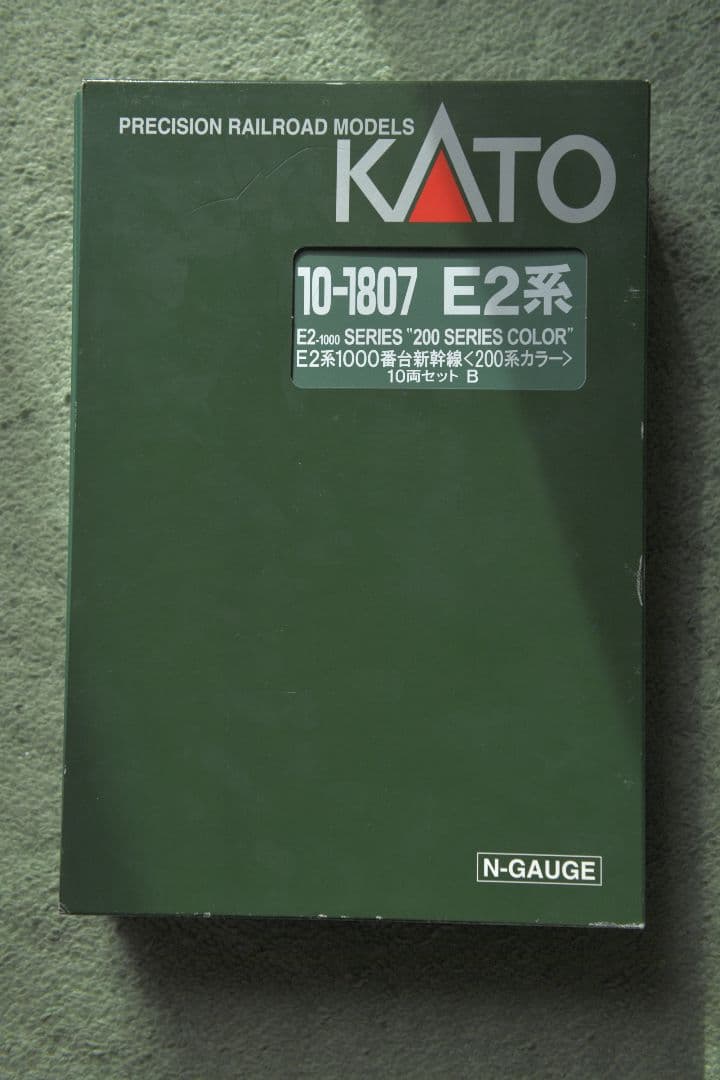 PRECISION RAILROAD MODELS
KATO
10-1807 E2系
E2-1000 SERIES "200 SERIES COLOR"
E2系1000番台新幹線<200系カラー>
10両セット B
N-GAUGE